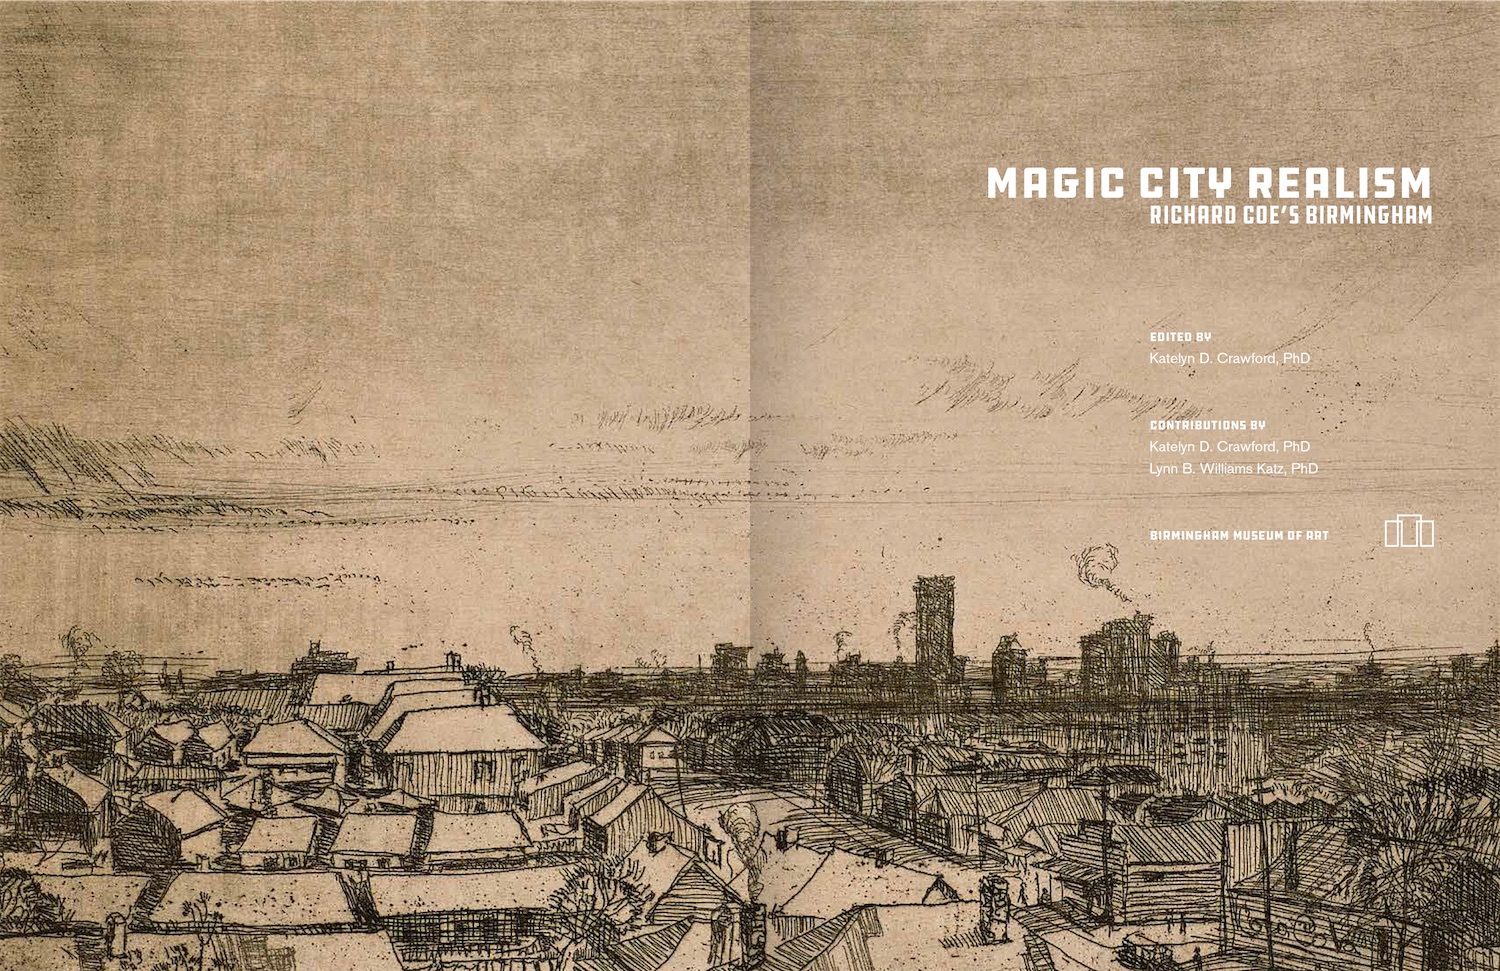 MAGIC CITY REALISM
RICHARD COE'S BIRMINGHAM
EDITED BY
Katelyn D. Crawford, PhD
CONTRIBUTIONS BY
Katelyn D. Crawford, PhD
Lynn B. Williams Katz, PhD
BIRMINGHAM MUSEUM OF ART